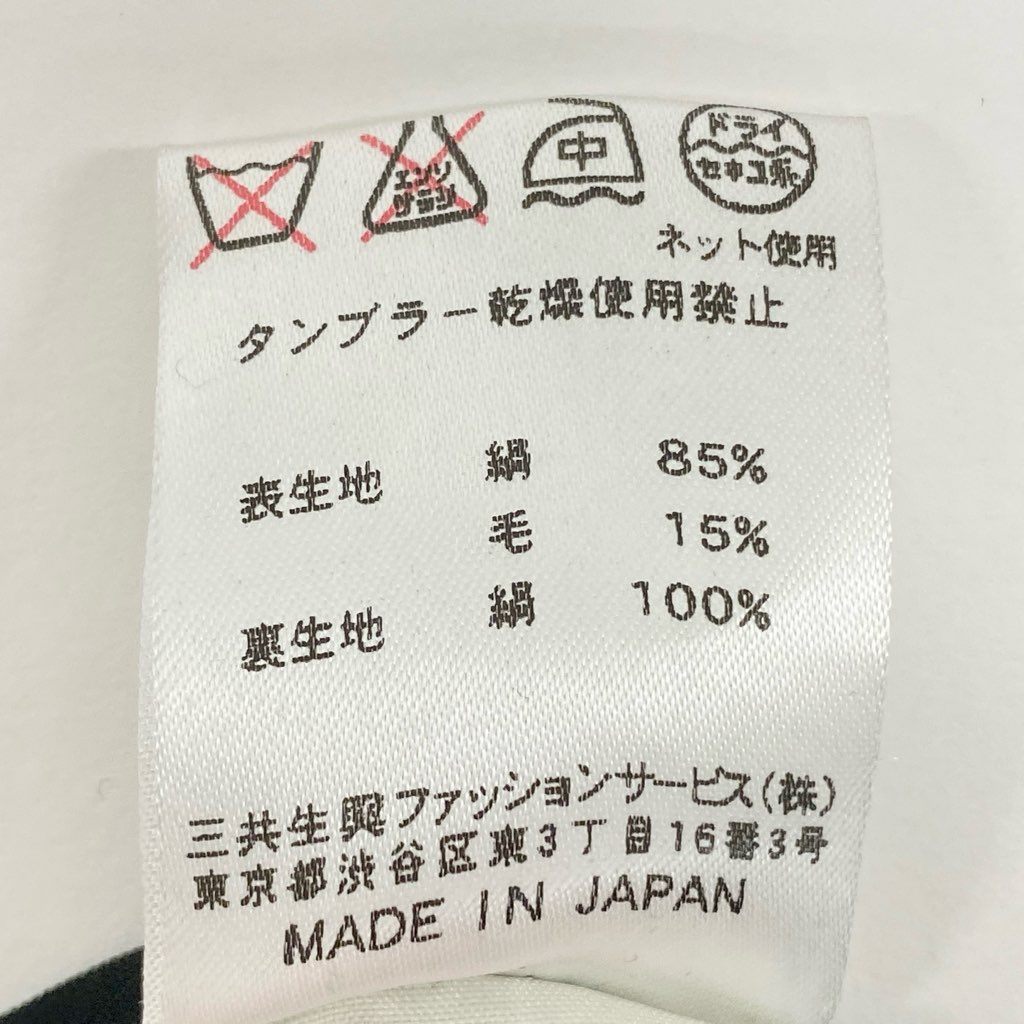 エンソ
サラシ
中
ドライ
セキユ系
ネット使用
タンブラー乾燥使用禁止
表生地 絹 85%
毛 15%
裏生地 絹 100%
三共生興ファッションサービス(株)
東京都渋谷区東3丁目16番3号
MADE IN JAPAN